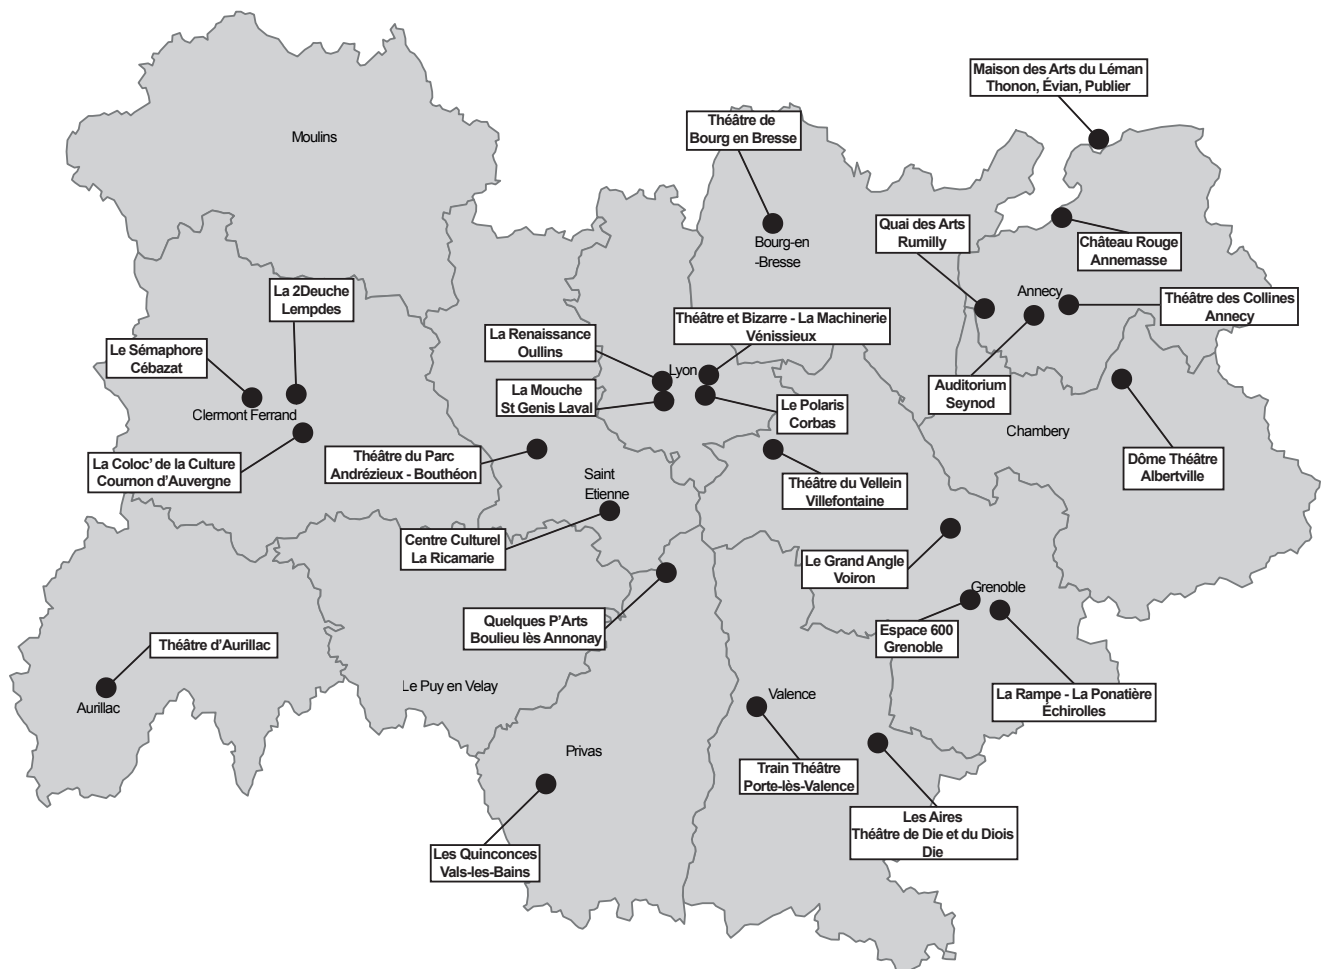 Maison des Arts du Léman
Thonon, Évian, Publier
Théâtre de
Bourg en Bresse
Moulins
Quai des Arts
Rumilly
Bourg-en
-Bresse
Château Rouge
Annemasse
La 2Deuche
Lempdes
Annecy
Théâtre des Collines
Annecy
Théâtre et Bizarre - La Machinerie
Vénissieux
La Renaissance
Oullins
Le Sémaphore
Cébazat
Lyon
La Mouche
St Genis Laval
Auditorium
Seynod
Le Polaris
Corbas
Clermont Ferrand
Chambery
La Coloc’ de la Culture
Cournon d’Auvergne
Théâtre du Parc
Andrézieux - Bouthéon
Dôme Théâtre
Albertville
Saint
Etienne
Théâtre du Vellein
Villefontaine
Centre Culturel
La Ricamarie
Le Grand Angle
Voiron
Grenoble
Quelques P’Arts
Boulieu lès Annonay
Espace 600
Grenoble
Théâtre d’Aurillac
Le Puy en Velay
Valence
La Rampe - La Ponatière
Échirolles
Aurillac
Privas
Train Théâtre
Porte-lès-Valence
Les Aires
Théâtre de Die et du Diois
Die
Les Quinconces
Vals-les-Bains